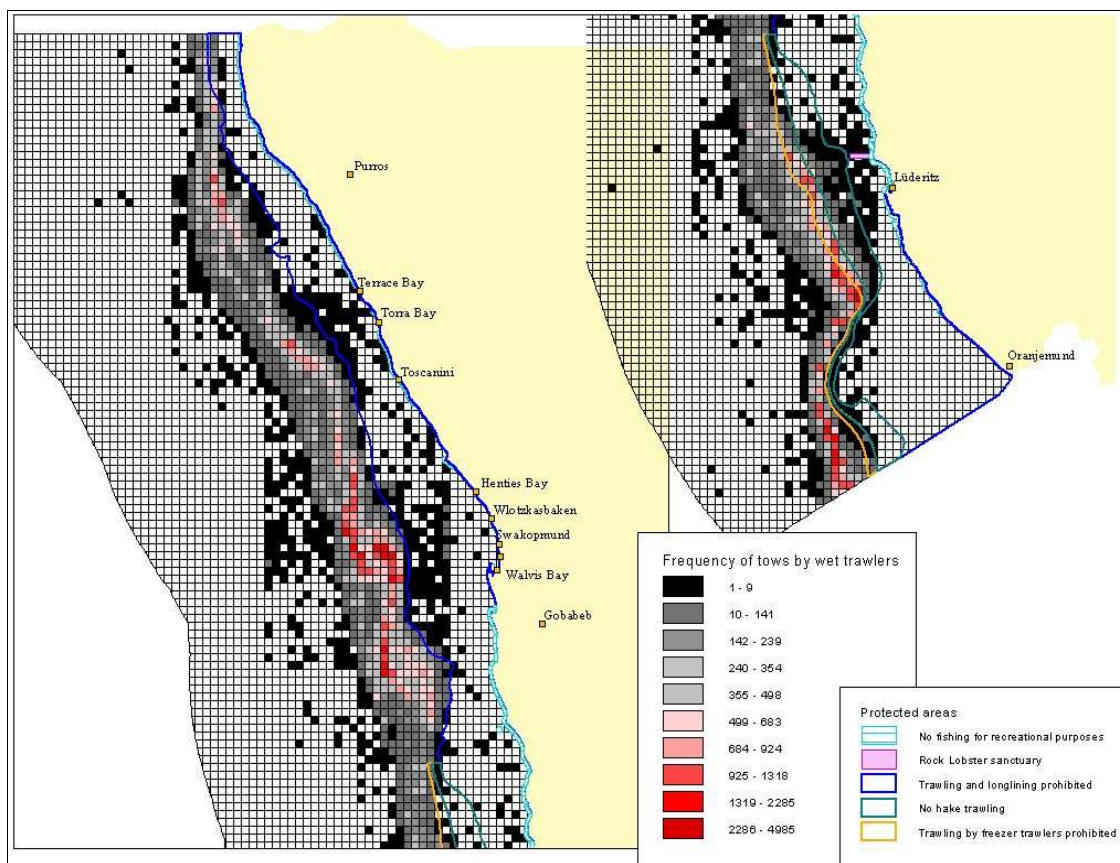 Purros
Terrace Bay
Torra Bay
Toscanini
Henties Bay
Wlotzkasbaken
Swakopmund
Walvis Bay
Gobabeb
Lüderitz
Oranjemund
Frequency of tows by wet trawlers
1 - 9
10 - 141
142 - 239
240 - 354
355 - 498
499 - 683
684 - 924
925 - 1318
1319 - 2285
2286 - 4985
Protected areas
No fishing for recreational purposes
Rock Lobster sanctuary
Trawling and longlining prohibited
No hake trawling
Trawling by freezer trawlers prohibited